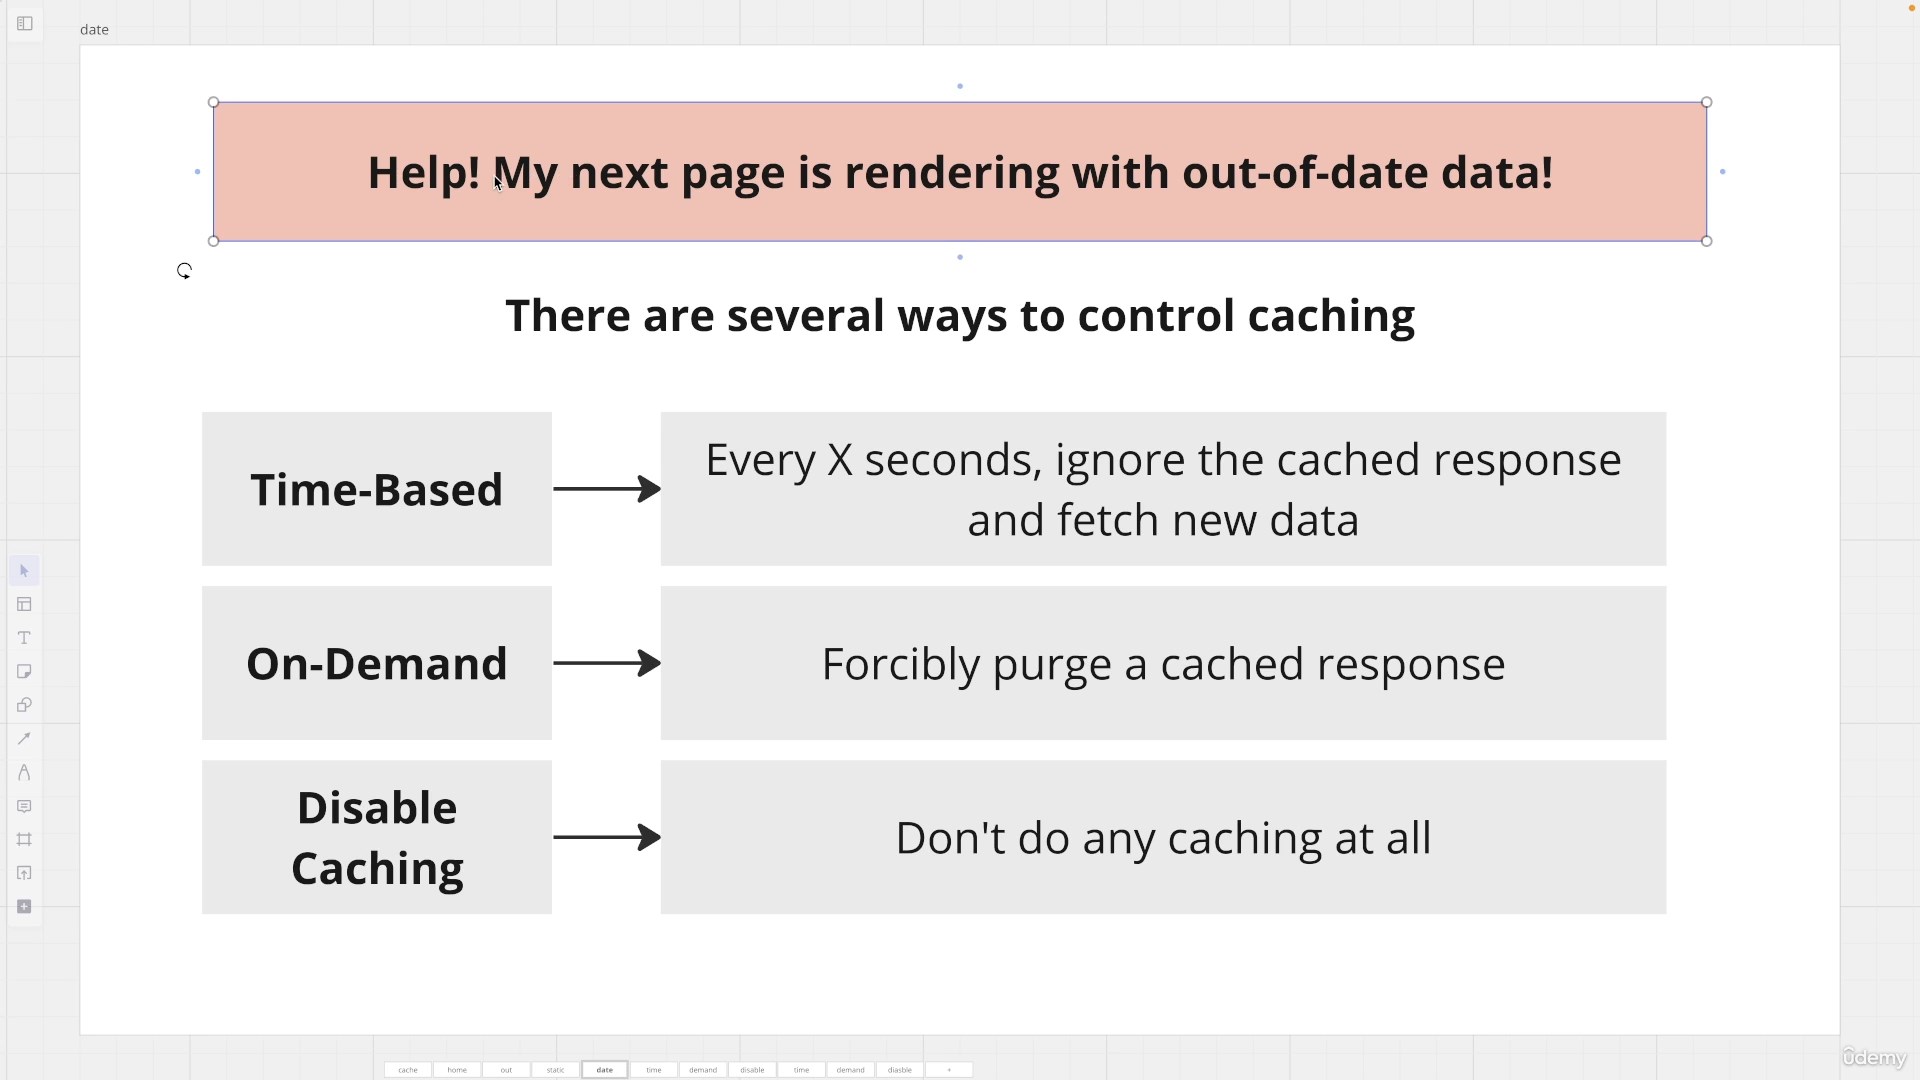 date
Help! My next page is rendering with out-of-date data!
There are several ways to control caching
Time-Based
Every X seconds, ignore the cached response
and fetch new data
On-Demand
Forcibly purge a cached response
Disable
Caching
Don't do any caching at all
cache home out static date time demand disable time demand diasble +
ûdemy